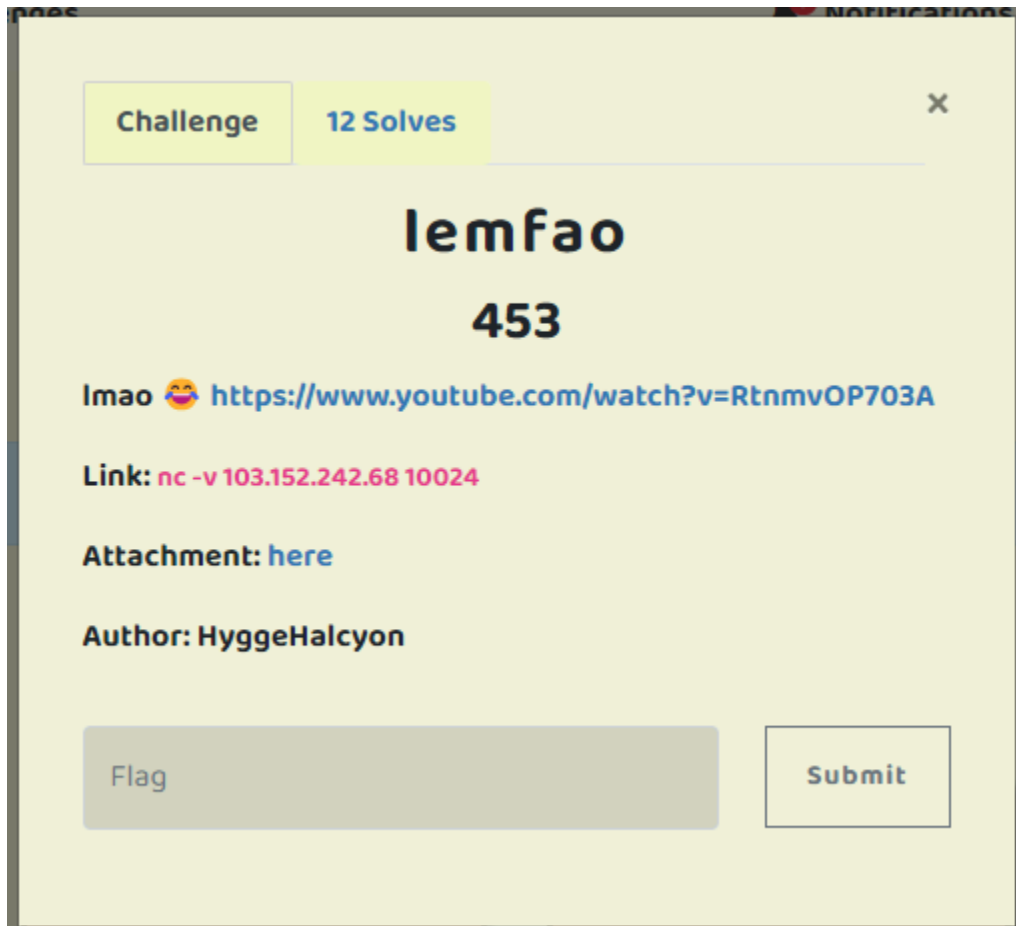 Notifications
Challenge
12 Solves
×
lemfao
453
lmao 😂 https://www.youtube.com/watch?v=RtnmvOP703A
Link: nc -v 103.152.242.68 10024
Attachment: here
Author: HyggeHalcyon
Flag
Submit